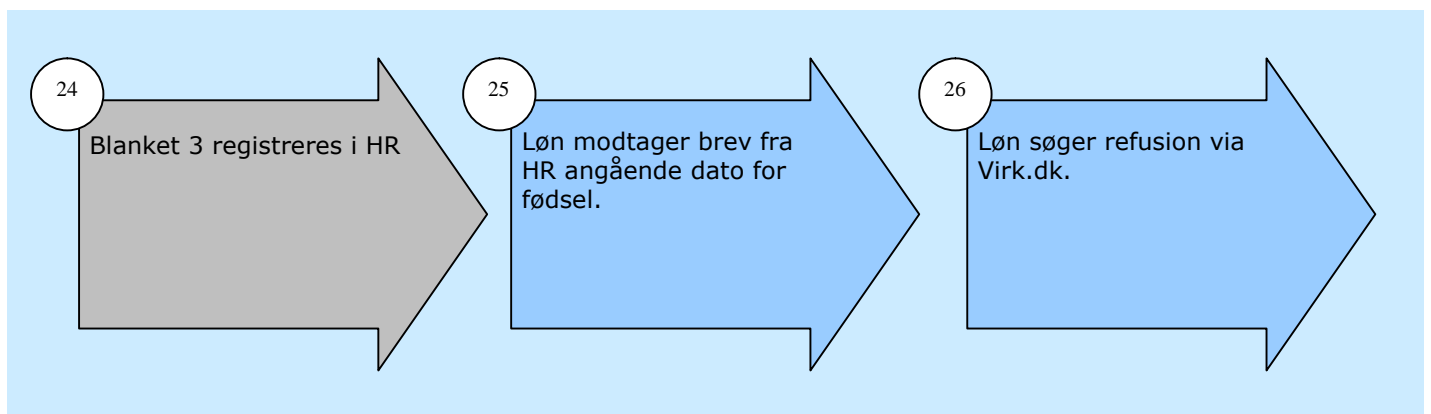 24
Blanket 3 registreres i HR
25
Løn modtager brev fra
HR angående dato for
fødsel.
26
Løn søger refusion via
Virk.dk.